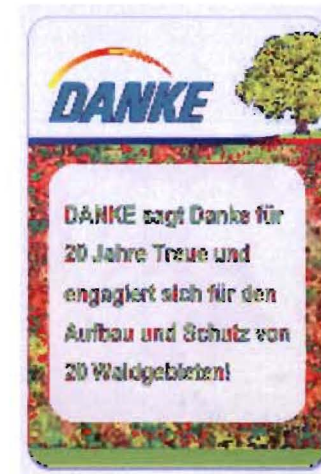 DANKE
DANKE sagt Danke für
20 Jahre Treue und
engagiert sich für den
Aufbau und Schutz von
20 Waldgebieten!